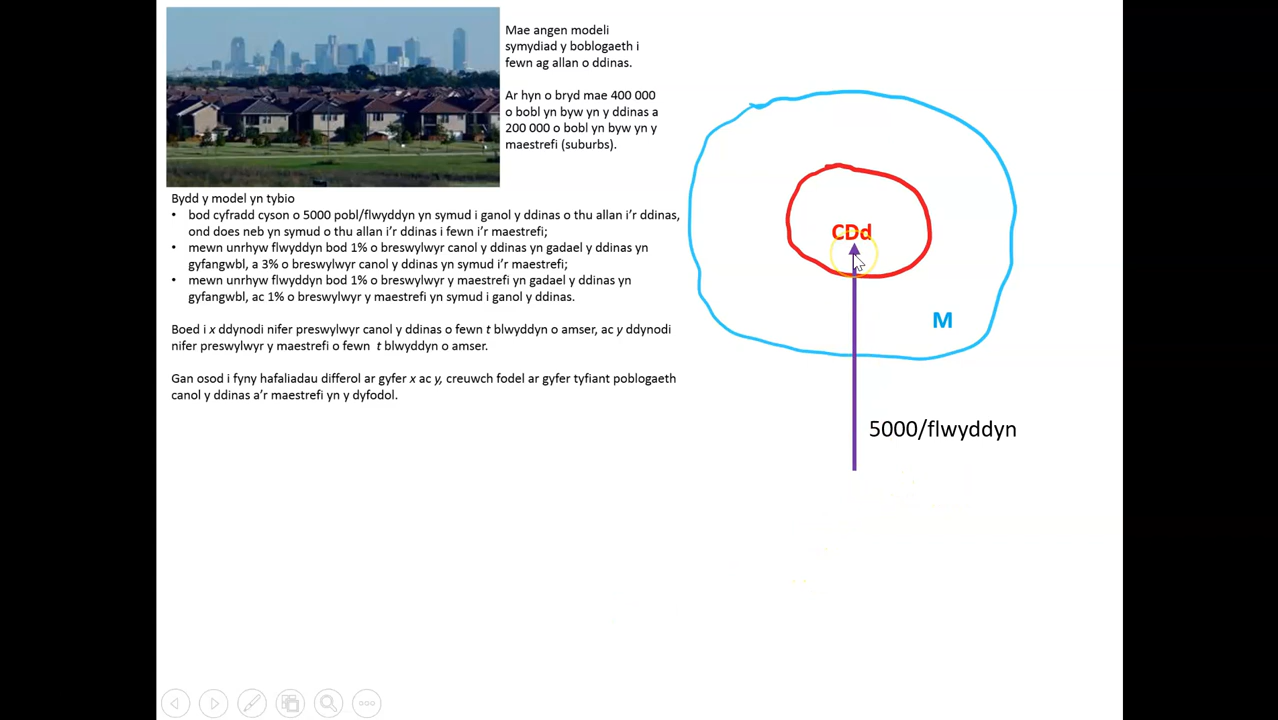 Mae angen modeli
symydiad y boblogaeth i
fewn ag allan o ddinas.
Ar hyn o bryd mae 400 000
o bobl yn byw yn y ddinas a
200 000 o bobl yn byw yn y
maestrefi (suburbs).
Bydd y model yn tybio
• bod cyfradd cyson o 5000 pobl/flwyddyn yn symud i ganol y ddinas o thu allan i’r ddinas,
ond does neb yn symud o thu allan i’r ddinas i fewn i’r maestrefi;
• mewn unrhyw flwyddyn bod 1% o breswylwyr canol y ddinas yn gadael y ddinas yn
gyfangwbl, a 3% o breswylwyr canol y ddinas yn symud i’r maestrefi;
• mewn unrhyw flwyddyn bod 1% o breswylwyr y maestrefi yn gadael y ddinas yn
gyfangwbl, ac 1% o breswylwyr y maestrefi yn symud i ganol y ddinas.
Boed i x ddynodi nifer preswylwyr canol y ddinas o fewn t blwyddyn o amser, ac y ddynodi
nifer preswylwyr y maestrefi o fewn t blwyddyn o amser.
Gan osod i fyny hafaliadau differol ar gyfer x ac y, creuwch fodel ar gyfer tyfiant poblogaeth
canol y ddinas a’r maestrefi yn y dyfodol.
CDd
M
5000/flwyddyn